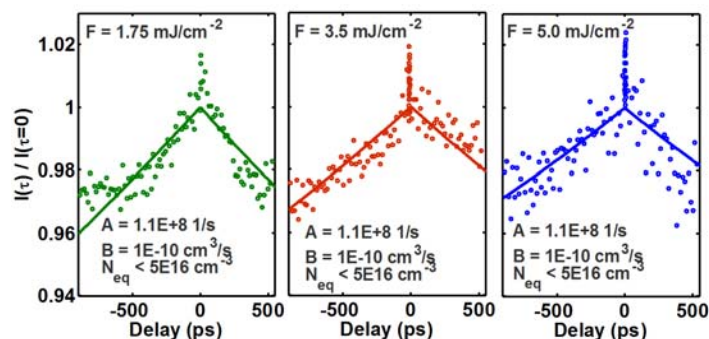 F = 1.75 mJ/cm⁻²
F = 3.5 mJ/cm⁻²
F = 5.0 mJ/cm⁻²
I(τ) / I(τ=0)
1.02
1
0.98
0.96
0.94
A = 1.1E+8 1/s
B = 1E-10 cm³/s
N_eq < 5E16 cm⁻³
A = 1.1E+8 1/s
B = 1E-10 cm³/s
N_eq < 5E16 cm⁻³
A = 1.1E+8 1/s
B = 1E-10 cm³/s
N_eq < 5E16 cm⁻³
-500 0 500
-500 0 500
-500 0 500
Delay (ps)
Delay (ps)
Delay (ps)